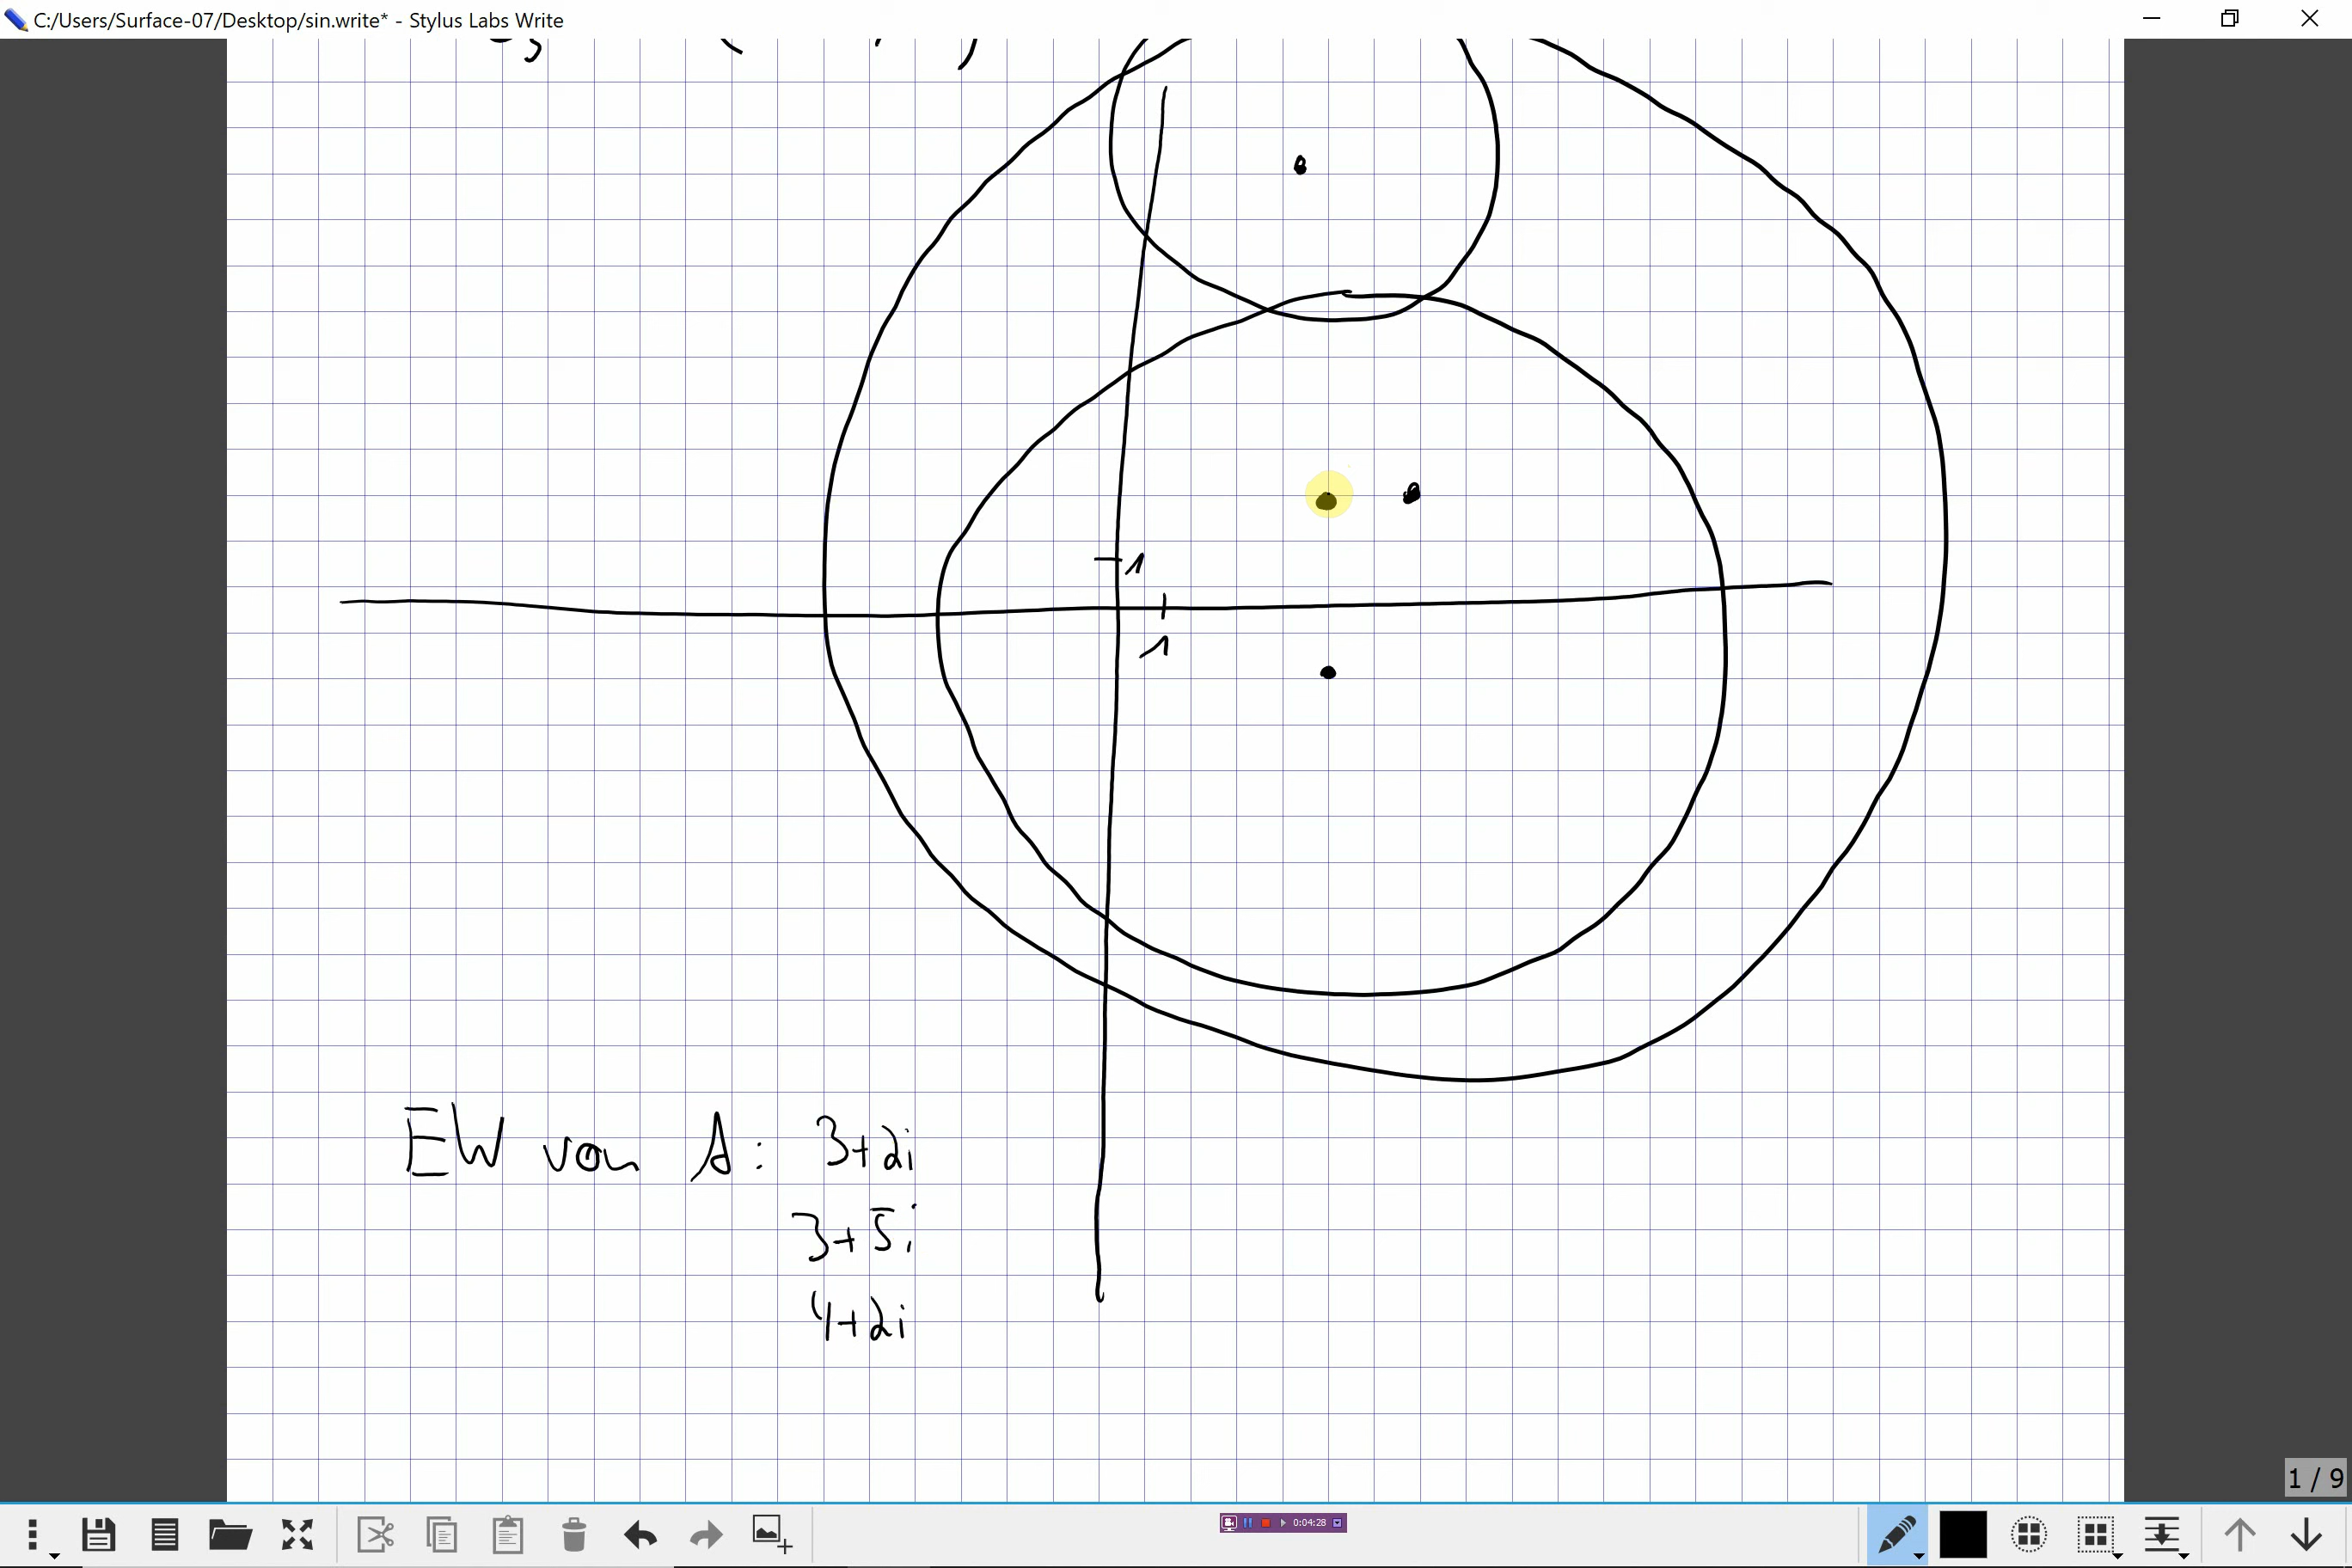 C:/Users/Surface-07/Desktop/sin.write* - Stylus Labs Write
1
1
EW von A: 3+2i
3+5i
4+2i
1 / 9
0:04:28